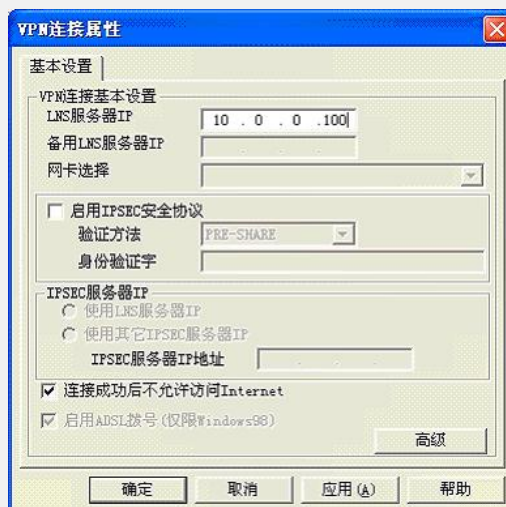 VPN连接属性
基本设置
VPN连接基本设置
LNS服务器IP 10 . 0 . 0 .100
备用LNS服务器IP . . .
网卡选择
启用IPSEC安全协议
验证方法 PRE-SHARE
身份验证字
IPSEC服务器IP
使用LNS服务器IP
使用其它IPSEC服务器IP
IPSEC服务器IP地址 . . .
连接成功后不允许访问Internet
启用ADSL拨号(仅限Windows98)
高级
确定 取消 应用(A) 帮助